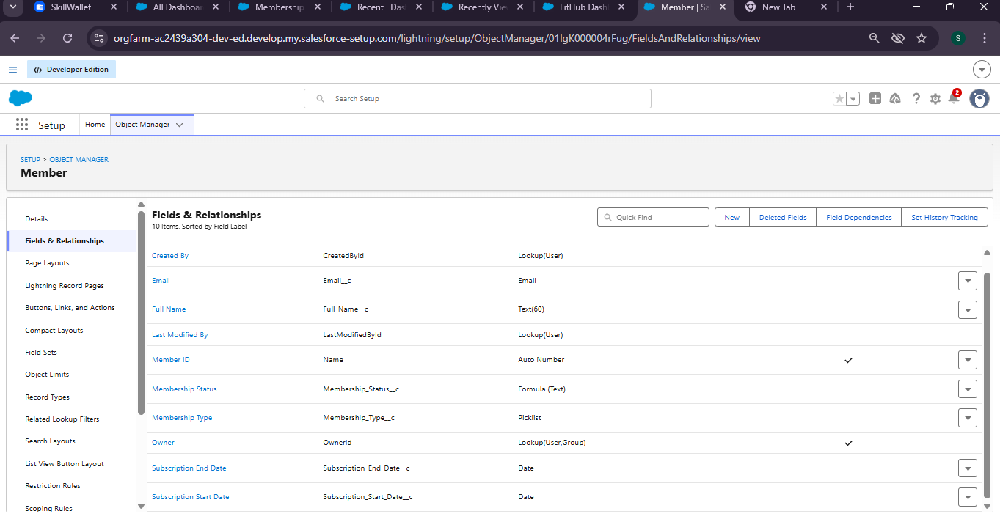 SkillWallet
All Dashboar
Membership
Recent | Das
Recently Vie
FitHub Dash
Member | Sa
New Tab
orgfarm-ac2439a304-dev-ed.develop.my.salesforce-setup.com/lightning/setup/ObjectManager/01IgK000004rFug/FieldsAndRelationships/view
S
Developer Edition
Search Setup
2
Setup
Home
Object Manager
SETUP > OBJECT MANAGER
Member
Details
Fields & Relationships
Page Layouts
Lightning Record Pages
Buttons, Links, and Actions
Compact Layouts
Field Sets
Object Limits
Record Types
Related Lookup Filters
Search Layouts
List View Button Layout
Restriction Rules
Scoping Rules
Fields & Relationships
10 Items, Sorted by Field Label
Quick Find
New
Deleted Fields
Field Dependencies
Set History Tracking
Created By CreatedById Lookup(User)
Email Email__c Email
Full Name Full_Name__c Text(60)
Last Modified By LastModifiedById Lookup(User)
Member ID Name Auto Number
Membership Status Membership_Status__c Formula (Text)
Membership Type Membership_Type__c Picklist
Owner OwnerId Lookup(User,Group)
Subscription End Date Subscription_End_Date__c Date
Subscription Start Date Subscription_Start_Date__c Date